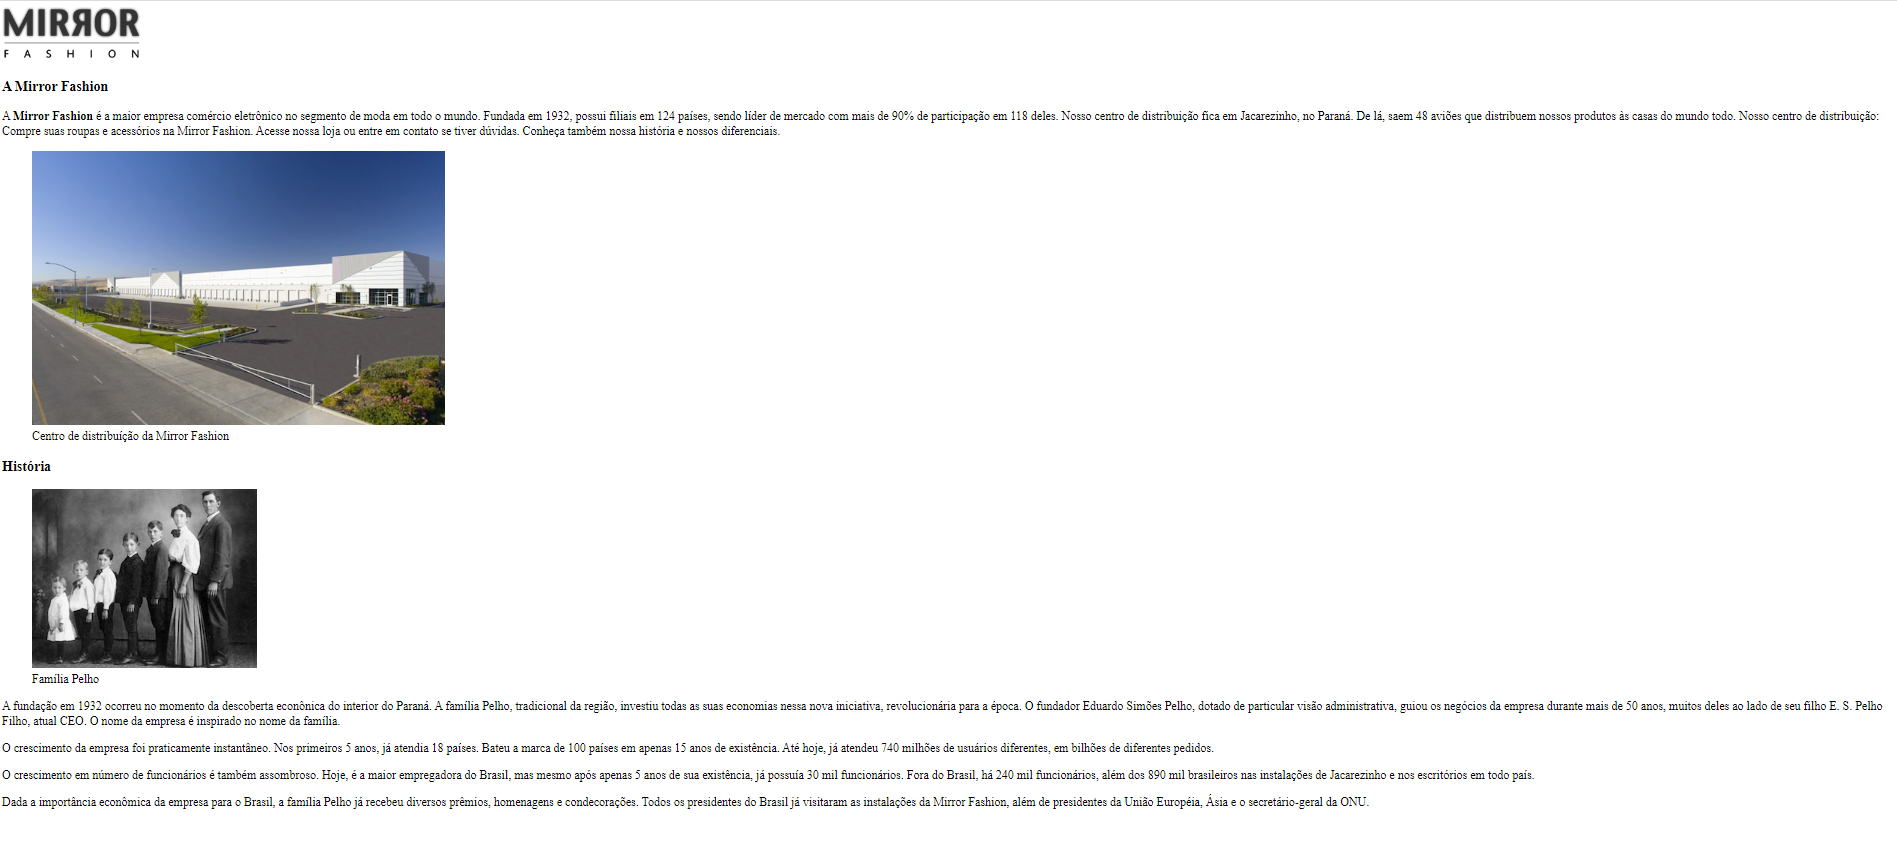 MIRROR
FASHION
A Mirror Fashion
A Mirror Fashion é a maior empresa comércio eletrônico no segmento de moda em todo o mundo. Fundada em 1932, possui filiais em 124 países, sendo líder de mercado com mais de 90% de participação em 118 deles. Nosso centro de distribuição fica em Jacarezinho, no Paraná. De lá, saem 48 aviões que distribuem nossos produtos às casas do mundo todo. Nosso centro de distribuição:
Compre suas roupas e acessórios na Mirror Fashion. Acesse nossa loja ou entre em contato se tiver dúvidas. Conheça também nossa história e nossos diferenciais.
Centro de distribuíção da Mirror Fashion
História
Família Pelho
A fundação em 1932 ocorreu no momento da descoberta econônica do interior do Paraná. A família Pelho, tradicional da região, investiu todas as suas economias nessa nova iniciativa, revolucionária para a época. O fundador Eduardo Simões Pelho, dotado de particular visão administrativa, guiou os negócios da empresa durante mais de 50 anos, muitos deles ao lado de seu filho E. S. Pelho
Filho, atual CEO. O nome da empresa é inspirado no nome da família.
O crescimento da empresa foi praticamente instantâneo. Nos primeiros 5 anos, já atendia 18 países. Bateu a marca de 100 países em apenas 15 anos de existência. Até hoje, já atendeu 740 milhões de usuários diferentes, em bilhões de diferentes pedidos.
O crescimento em número de funcionários é também assombroso. Hoje, é a maior empregadora do Brasil, mas mesmo após apenas 5 anos de sua existência, já possuía 30 mil funcionários. Fora do Brasil, há 240 mil funcionários, além dos 890 mil brasileiros nas instalações de Jacarezinho e nos escritórios em todo país.
Dada a importância econômica da empresa para o Brasil, a família Pelho já recebeu diversos prêmios, homenagens e condecorações. Todos os presidentes do Brasil já visitaram as instalações da Mirror Fashion, além de presidentes da União Européia, Ásia e o secretário-geral da ONU.